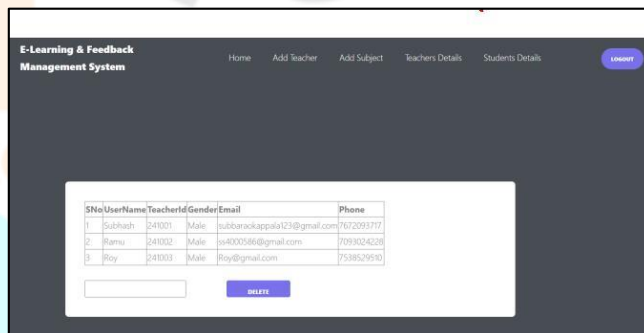 E-Learning & Feedback
Management System
Home Add Teacher Add Subject Teachers Details Students Details LOGOUT
SNo UserName TeacherId Gender Email Phone
1 Subhash 241001 Male subbarackappala123@gmail.com 7672093717
2 Ramu 241002 Male ss4000586@gmail.com 7093024228
3 Roy 241003 Male Roy@gmail.com 7538529510
DELETE